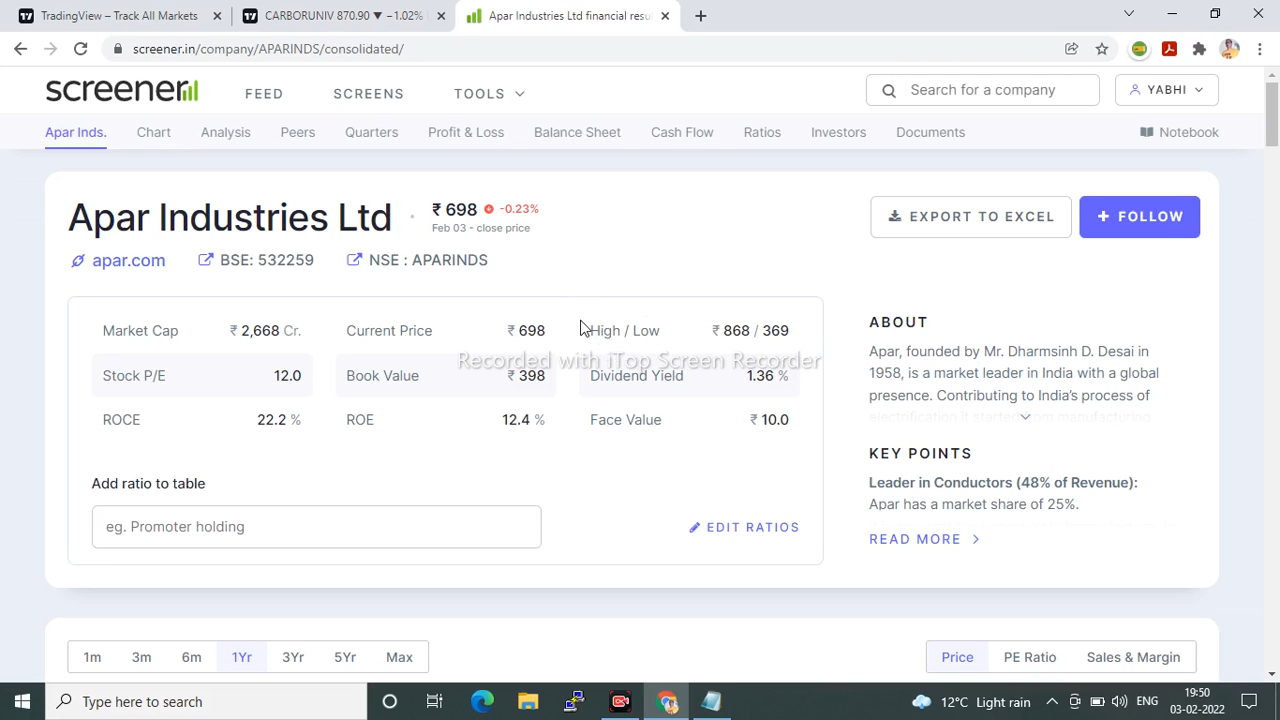 TradingView – Track All Markets
CARBORUNIV 870.90 ▼ −1.02%
Apar Industries Ltd financial resu
screener.in/company/APARINDS/consolidated/
screener
FEED
SCREENS
TOOLS
Search for a company
YABHI
Apar Inds.
Chart
Analysis
Peers
Quarters
Profit & Loss
Balance Sheet
Cash Flow
Ratios
Investors
Documents
Notebook
Apar Industries Ltd
₹ 698 -0.23%
Feb 03 - close price
EXPORT TO EXCEL
+ FOLLOW
apar.com
BSE: 532259
NSE : APARINDS
Market Cap ₹ 2,668 Cr.
Current Price ₹ 698
High / Low ₹ 868 / 369
Stock P/E 12.0
Book Value ₹ 398
Dividend Yield 1.36 %
ROCE 22.2 %
ROE 12.4 %
Face Value ₹ 10.0
Recorded with iTop Screen Recorder
Add ratio to table
eg. Promoter holding
EDIT RATIOS
ABOUT
Apar, founded by Mr. Dharmsinh D. Desai in
1958, is a market leader in India with a global
presence. Contributing to India's process of
electrification it started from manufacturing
KEY POINTS
Leader in Conductors (48% of Revenue):
Apar has a market share of 25%.
READ MORE
1m
3m
6m
1Yr
3Yr
5Yr
Max
Price
PE Ratio
Sales & Margin
Type here to search
12°C Light rain
ENG
19:50
03-02-2022